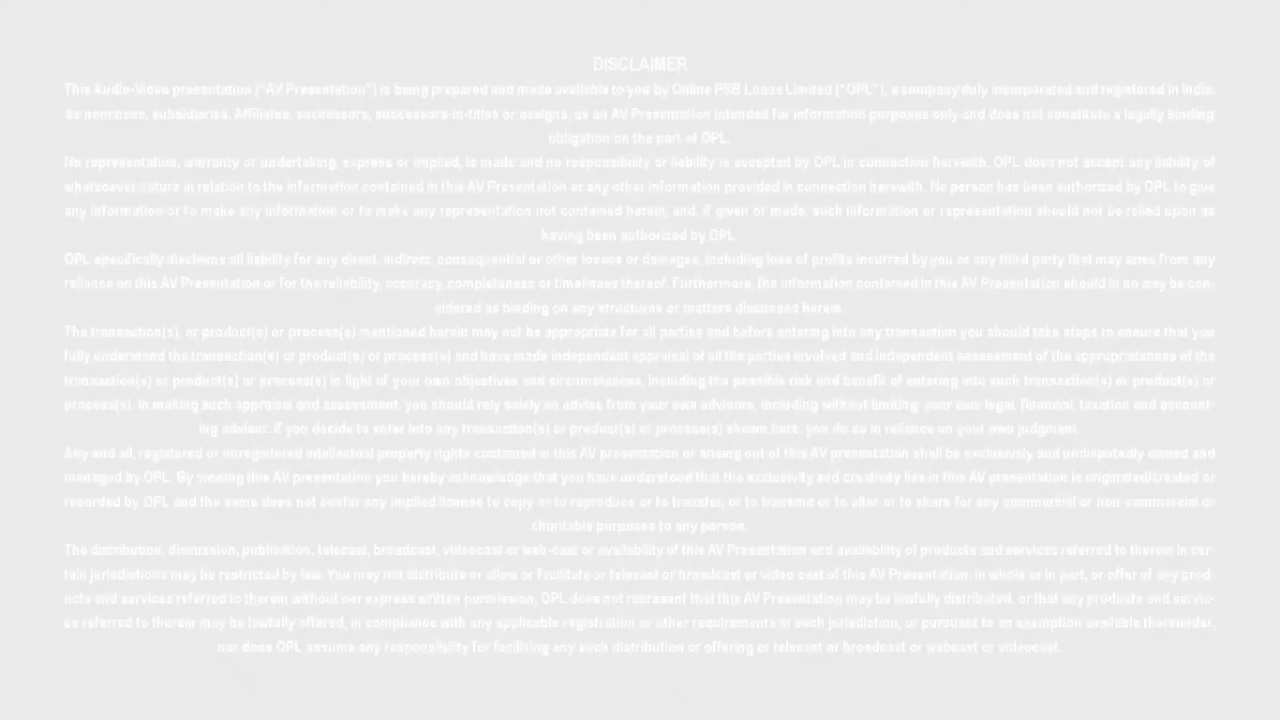 DISCLAIMER
This Audio-Video presentation ("AV Presentation") is being prepared and made available to you by Online PSB Loans Limited ("OPL"), a company duly incorporated and registered in India,
its nominees, subsidiaries, Affiliates, successors, successors-in-titles or assigns, as an AV Presentation intended for information purposes only and does not constitute a legally binding
obligation on the part of OPL.
No representation, warranty or undertaking, express or implied, is made and no responsibility or liability is accepted by OPL in connection herewith. OPL does not accept any liability of
whatsoever nature in relation to the information contained in this AV Presentation or any other information provided in connection herewith. No person has been authorized by OPL to give
any information or to make any information or to make any representation not contained herein, and, if given or made, such information or representation should not be relied upon as
having been authorized by OPL.
OPL specifically disclaims all liability for any direct, indirect, consequential or other losses or damages, including loss of profits incurred by you or any third party that may arise from any
reliance on this AV Presentation or for the reliability, accuracy, completeness or timeliness thereof. Furthermore, the information contained in this AV Presentation should in no way be con-
sidered as binding on any structures or matters discussed herein.
The transaction(s), or product(s) or process(s) mentioned herein may not be appropriate for all parties and before entering into any transaction you should take steps to ensure that you
fully understand the transaction(s) or product(s) or process(s) and have made independent appraisal of all the parties involved and independent assessment of the appropriateness of the
transaction(s) or product(s) or process(s) in light of your own objectives and circumstances, including the possible risk and benefit of entering into such transaction(s) or product(s) or
process(s). In making such appraisal and assessment, you should rely solely on advice from your own advisors, including without limiting; your own legal, financial, taxation and account-
ing advisor. If you decide to enter into any transaction(s) or product(s) or process(s) shown here, you do so in reliance on your own judgment.
Any and all, registered or unregistered intellectual property rights contained in this AV presentation or arising out of this AV presentation shall be exclusively and undisputedly owned and
managed by OPL. By viewing this AV presentation you hereby acknowledge that you have understood that the exclusivity and creativity lies in this AV presentation is originated/created or
recorded by OPL and the same does not confer any implied license to copy or to reproduce or to transfer, or to transmit or to alter or to share for any commercial or non-commercial or
charitable purposes to any person.
The distribution, discussion, publication, telecast, broadcast, videocast or web-cast or availability of this AV Presentation and availability of products and services referred to therein in cer-
tain jurisdictions may be restricted by law. You may not distribute or allow or facilitate or telecast or broadcast or video cast of this AV Presentation, in whole or in part, or offer of any prod-
ucts and services referred to therein without our express written permission, OPL does not represent that this AV Presentation may be lawfully distributed, or that any products and servic-
es referred to therein may be lawfully offered, in compliance with any applicable registration or other requirements in each jurisdiction, or pursuant to an exemption available thereunder,
nor does OPL assume any responsibility for facilizing any such distribution or offering or telecast or broadcast or webcast or videocast.